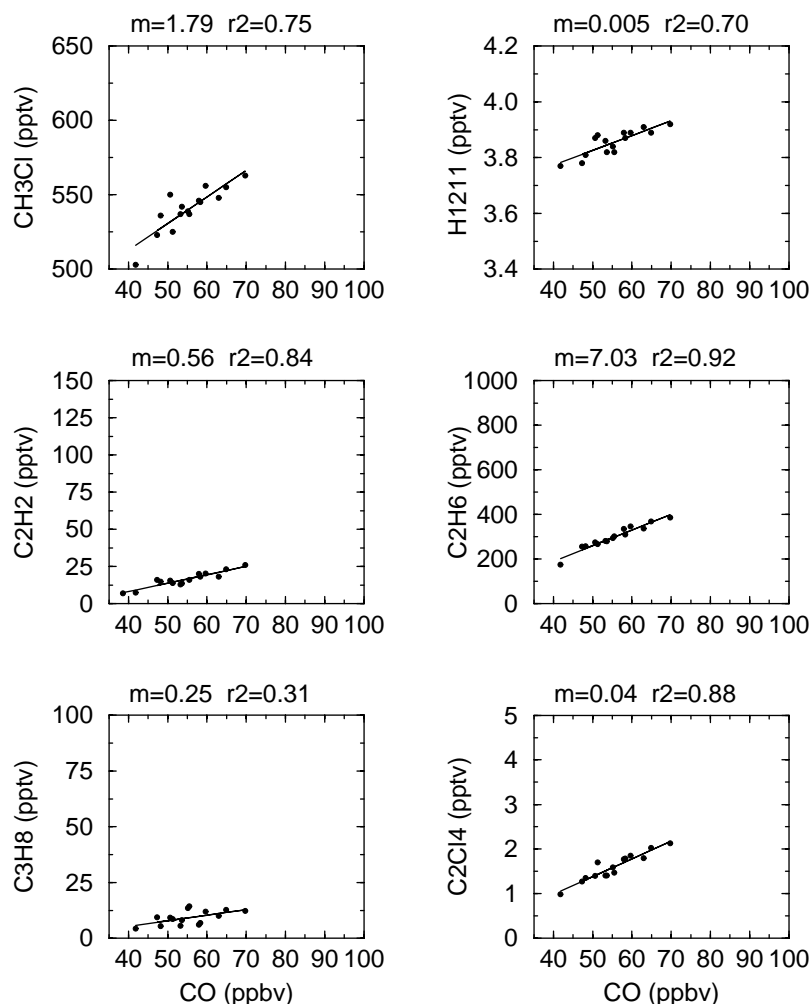 m=1.79 r2=0.75
650
600
550
500
CH3Cl (pptv)
40 50 60 70 80 90 100
m=0.005 r2=0.70
4.2
4.0
3.8
3.6
3.4
H1211 (pptv)
40 50 60 70 80 90 100
m=0.56 r2=0.84
150
125
100
75
50
25
0
C2H2 (pptv)
40 50 60 70 80 90 100
m=7.03 r2=0.92
1000
800
600
400
200
0
C2H6 (pptv)
40 50 60 70 80 90 100
m=0.25 r2=0.31
100
75
50
25
0
C3H8 (pptv)
40 50 60 70 80 90 100
CO (ppbv)
m=0.04 r2=0.88
5
4
3
2
1
0
C2Cl4 (pptv)
40 50 60 70 80 90 100
CO (ppbv)